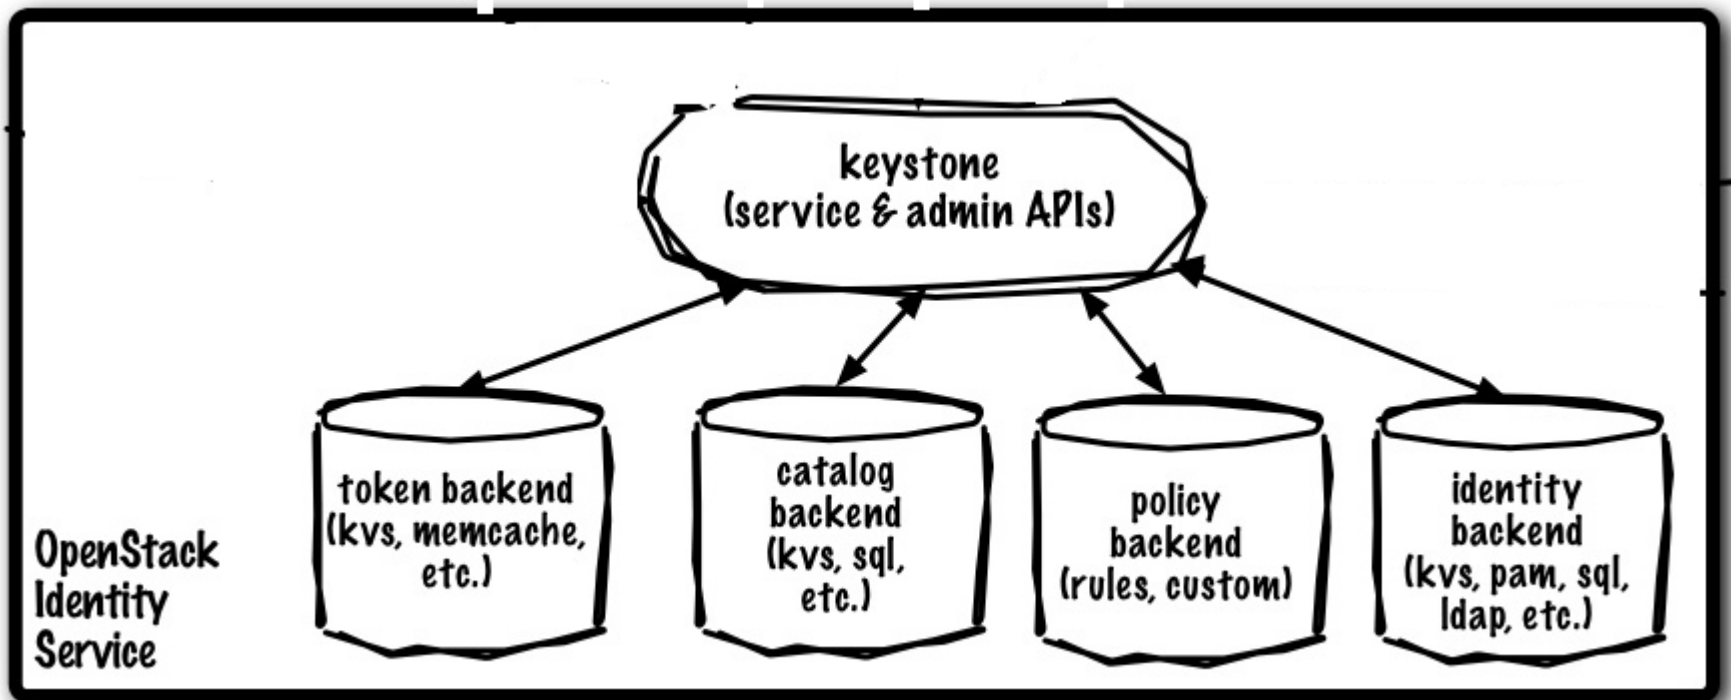 keystone
(service & admin APIs)
token backend
(kvs, memcache,
etc.)
catalog
backend
(kvs, sql,
etc.)
policy
backend
(rules, custom)
identity
backend
(kvs, pam, sql,
ldap, etc.)
OpenStack
Identity
Service